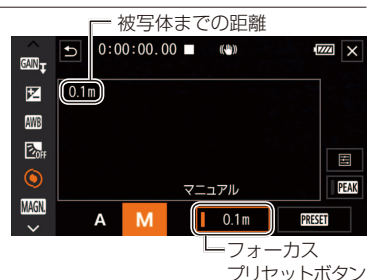 被写体までの距離
0:00:00.00
GAIN
0.1m
AWB
OFF
マニュアル
PEAK
MAGN.
A M 0.1m PRESET
フォーカス
プリセットボタン